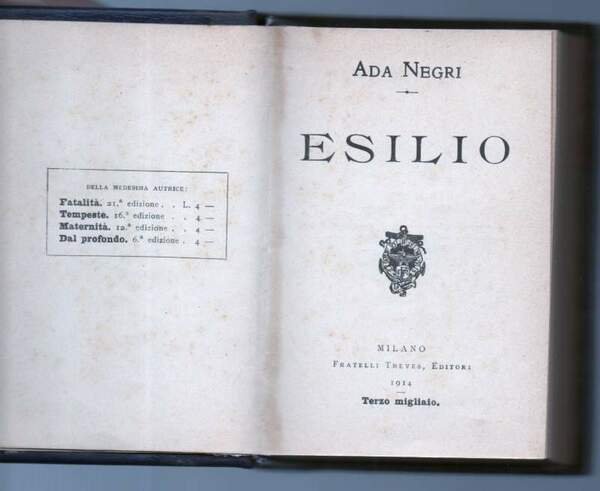 DELLA MEDESIMA AUTRICE:
Fatalità. 21.ª edizione . . L. 4 —
Tempeste. 16.ª edizione . . 4 —
Maternità. 12.ª edizione . . 4 —
Dal profondo. 6.ª edizione . 4 —
ADA NEGRI
ESILIO
MILANO
FRATELLI TREVES, EDITORI
1914
Terzo migliaio.